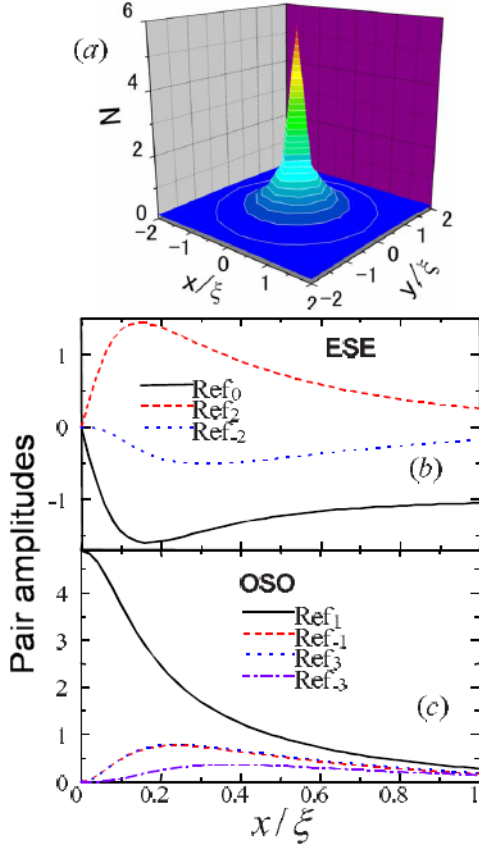 (a)
6
4
2
0
N
-2
-1
0
1
2
x/ξ
-2
-1
0
1
2
y/ξ
Pair amplitudes
ESE
1
0
-1
Ref0
Ref2
Ref-2
(b)
OSO
4
3
2
1
0
Ref1
Ref-1
Ref3
Ref-3
(c)
0 0.2 0.4 0.6 0.8 1
x/ξ